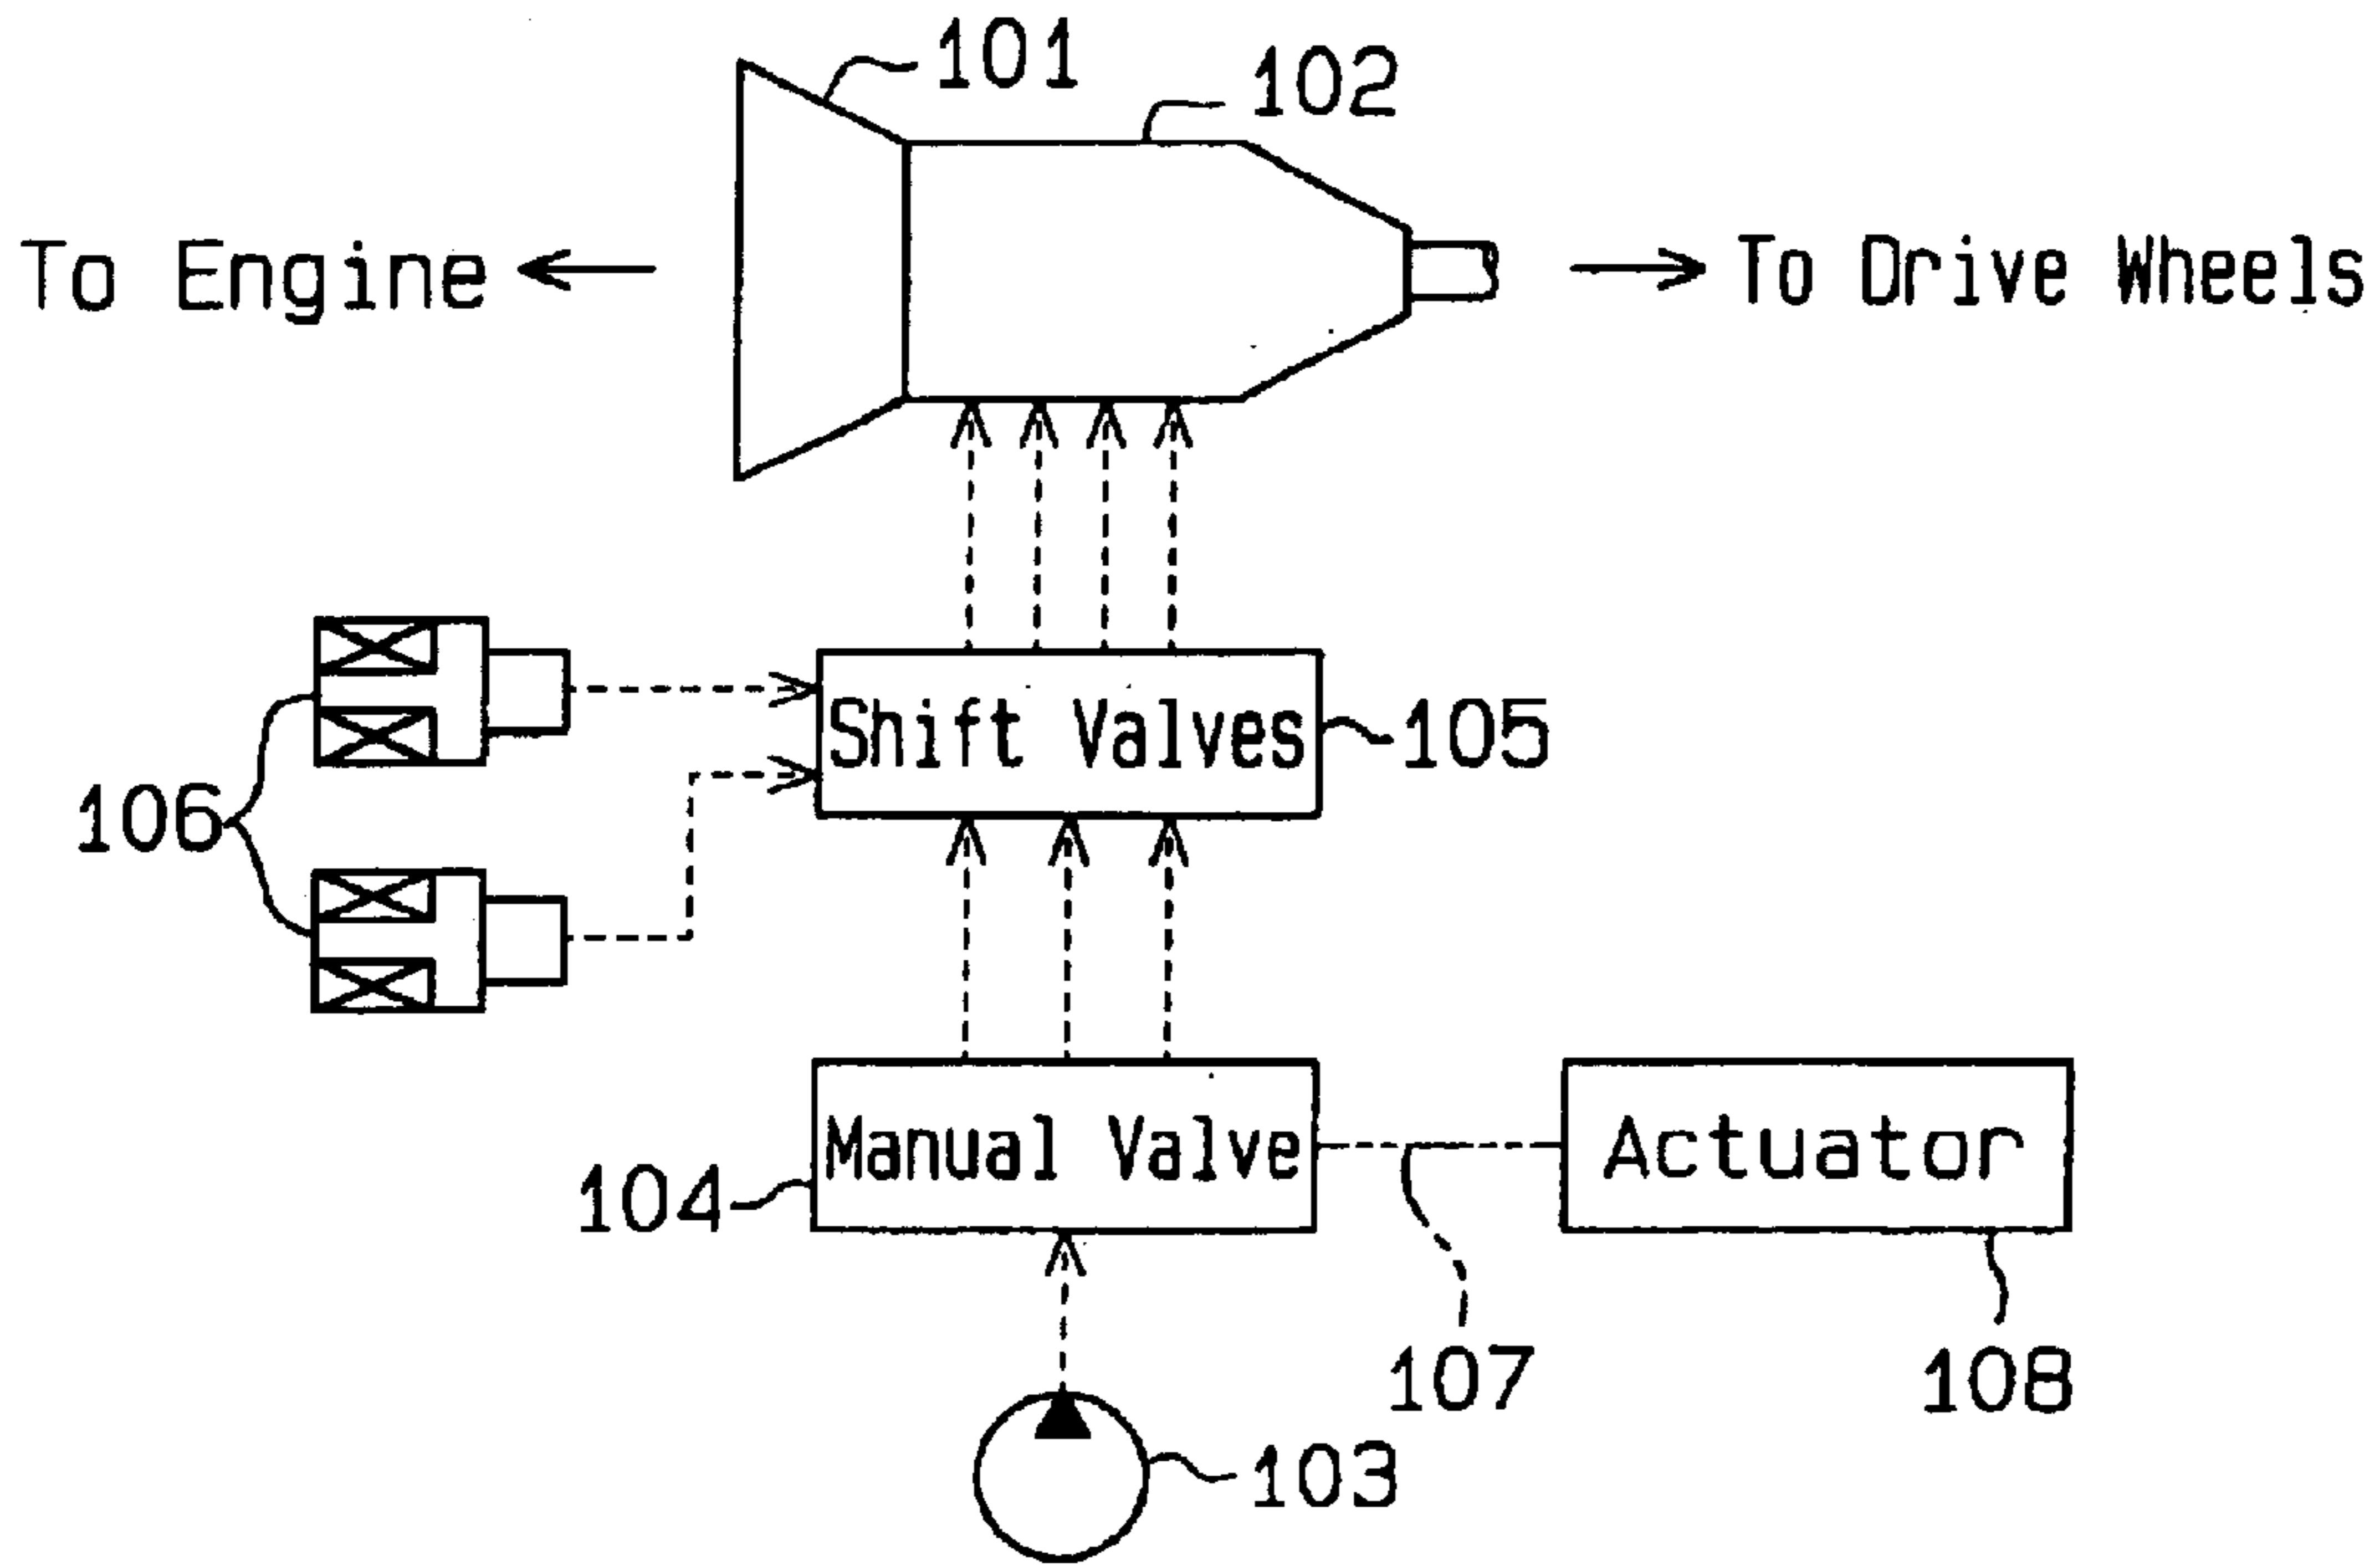 101
102
To Engine
To Drive Wheels
Shift Valves
105
106
Manual Valve
Actuator
104
107
108
103